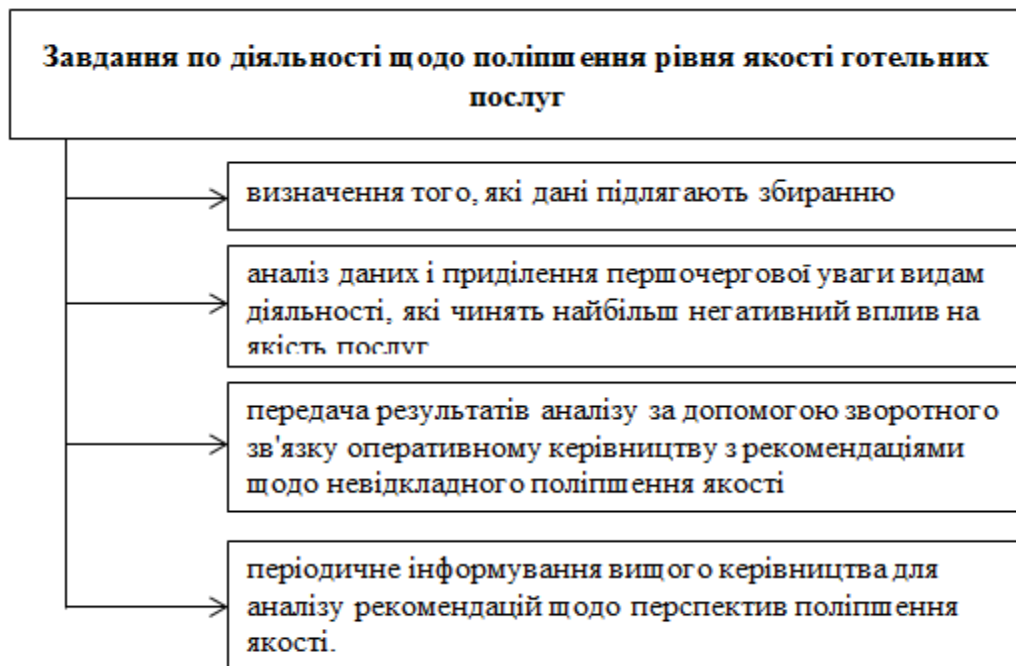 Завдання по діяльності щодо поліпшення рівня якості готельних
послуг
визначення того, які дані підлягають збиранню
аналіз даних і приділення першочергової уваги видам
діяльності, які чинять найбільш негативний вплив на
якість послуг
передача результатів аналізу за допомогою зворотного
зв'язку оперативному керівництву з рекомендаціями
щодо невідкладного поліпшення якості
періодичне інформування вищого керівництва для
аналізу рекомендацій щодо перспектив поліпшення
якості.